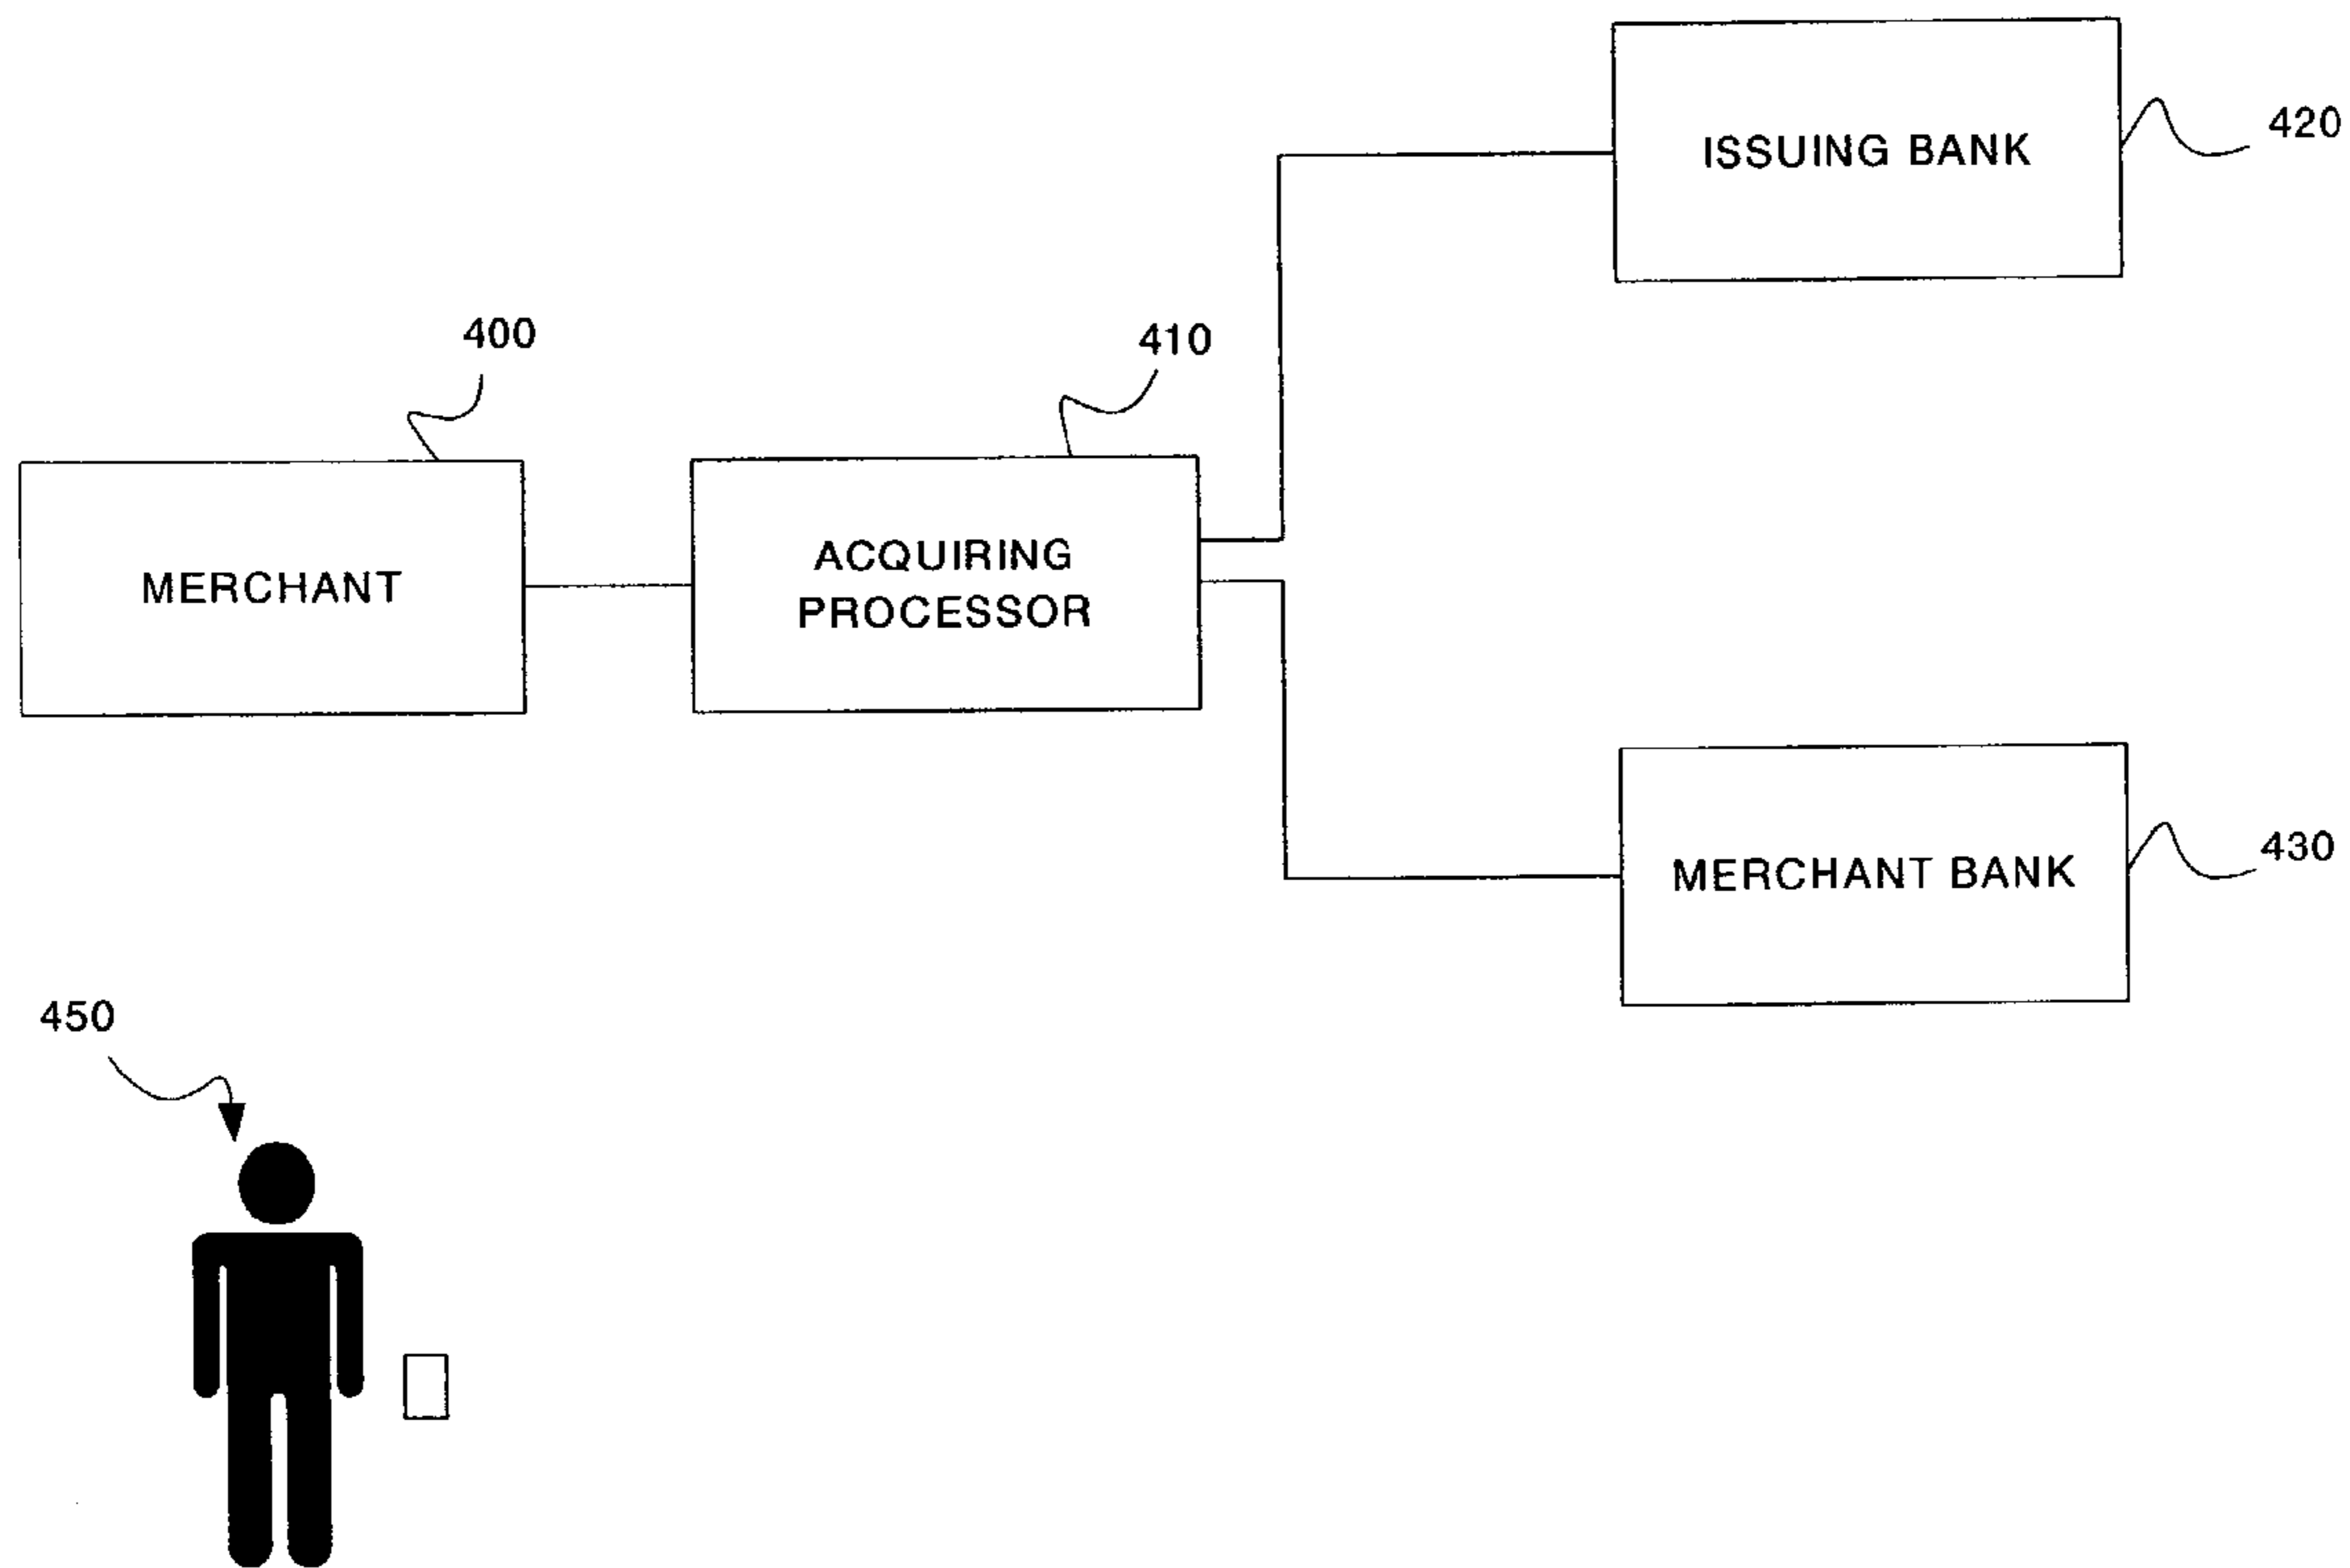 420
ISSUING BANK
400
410
MERCHANT
ACQUIRING
PROCESSOR
430
MERCHANT BANK
450